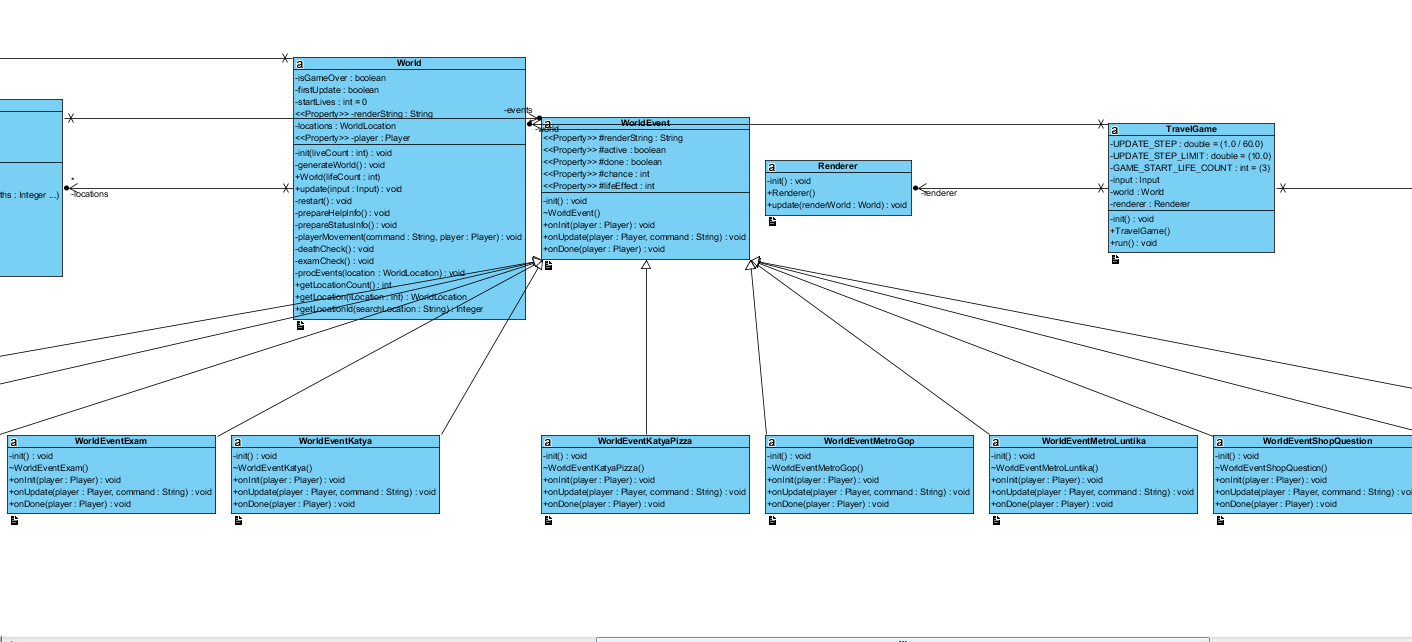 World
-isGameOver : boolean
-firstUpdate : boolean
-startLives : int = 0
<<Property>> -renderString : String
-locations : WorldLocation
<<Property>> -player : Player
-init(liveCount : int) : void
-generateWorld() : void
+World(lifeCount : int)
+update(input : Input) : void
-restart() : void
-prepareHelpInfo() : void
-prepareStatusInfo() : void
-playerMovement(command : String, player : Player) : void
-deathCheck() : void
-examCheck() : void
-procEvents(location : WorldLocation) : void
+getLocationCount() : int
+getLocation(iLocation : int) : WorldLocation
+getLocationId(searchLocation : String) : Integer
ths : Integer ...)
*
-locations
-events
-world
WorldEvent
<<Property>> #renderString : String
<<Property>> #active : boolean
<<Property>> #done : boolean
<<Property>> #chance : int
<<Property>> #lifeEffect : int
-init() : void
~WorldEvent()
+onInit(player : Player) : void
+onUpdate(player : Player, command : String) : void
+onDone(player : Player) : void
Renderer
-init() : void
+Renderer()
+update(renderWorld : World) : void
-renderer
TravelGame
-UPDATE_STEP : double = (1.0 / 60.0)
-UPDATE_STEP_LIMIT : double = (10.0)
-GAME_START_LIFE_COUNT : int = (3)
-input : Input
-world : World
-renderer : Renderer
-init() : void
+TravelGame()
+run() : void
WorldEventExam
-init() : void
~WorldEventExam()
+onInit(player : Player) : void
+onUpdate(player : Player, command : String) : void
+onDone(player : Player) : void
WorldEventKatya
-init() : void
~WorldEventKatya()
+onInit(player : Player) : void
+onUpdate(player : Player, command : String) : void
+onDone(player : Player) : void
WorldEventKatyaPizza
-init() : void
~WorldEventKatyaPizza()
+onInit(player : Player) : void
+onUpdate(player : Player, command : String) : void
+onDone(player : Player) : void
WorldEventMetroGop
-init() : void
~WorldEventMetroGop()
+onInit(player : Player) : void
+onUpdate(player : Player, command : String) : void
+onDone(player : Player) : void
WorldEventMetroLuntika
-init() : void
~WorldEventMetroLuntika()
+onInit(player : Player) : void
+onUpdate(player : Player, command : String) : void
+onDone(player : Player) : void
WorldEventShopQuestion
-init() : void
~WorldEventShopQuestion()
+onInit(player : Player) : void
+onUpdate(player : Player, command : String) : vo
+onDone(player : Player) : void